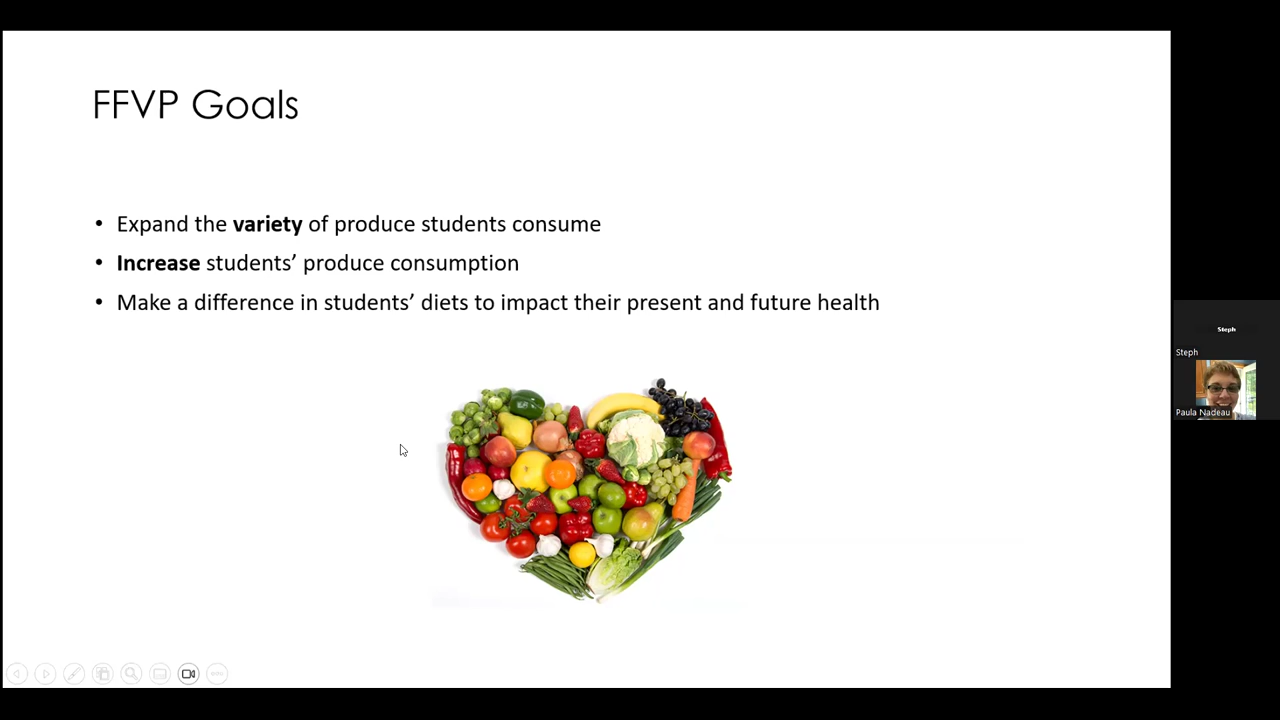 FFVP Goals
• Expand the variety of produce students consume
• Increase students’ produce consumption
• Make a difference in students’ diets to impact their present and future health
Steph
Steph
Paula Nadeau